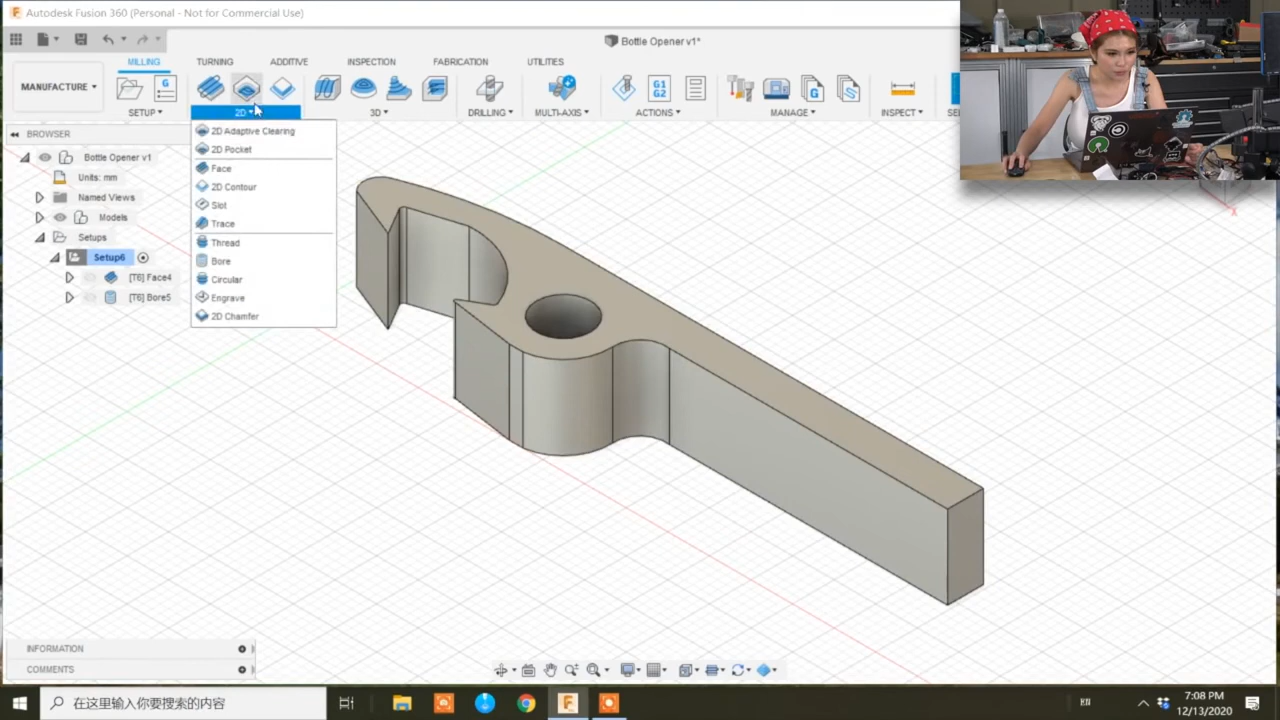 Autodesk Fusion 360 (Personal - Not for Commercial Use)
Bottle Opener v1*
MILLING TURNING ADDITIVE INSPECTION FABRICATION UTILITIES
MANUFACTURE
SETUP 2D 3D DRILLING MULTI-AXIS ACTIONS MANAGE INSPECT
G G1 G2 G
BROWSER
Bottle Opener v1
Units: mm
Named Views
Models
Setups
Setup6
[T6] Face4
[T6] Bore5
2D Adaptive Clearing
2D Pocket
Face
2D Contour
Slot
Trace
Thread
Bore
Circular
Engrave
2D Chamfer
X
INFORMATION
COMMENTS
在这里输入你要搜索的内容
EN
7:08 PM
12/13/2020